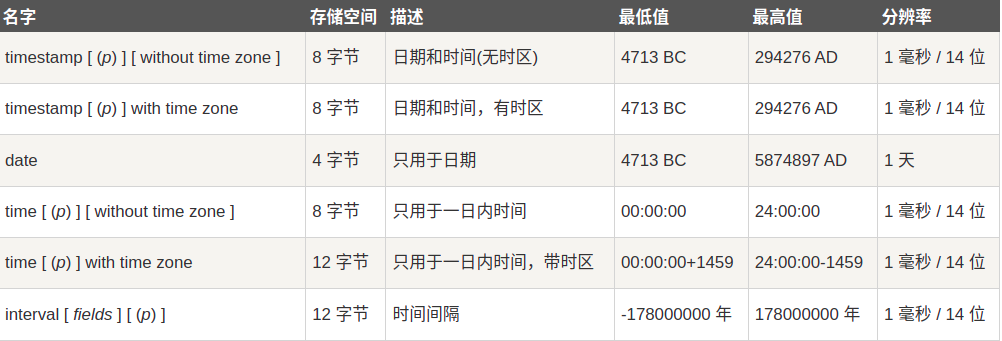 名字 存储空间 描述 最低值 最高值 分辨率
timestamp [ (p) ] [ without time zone ] 8 字节 日期和时间(无时区) 4713 BC 294276 AD 1 毫秒 / 14 位
timestamp [ (p) ] with time zone 8 字节 日期和时间，有时区 4713 BC 294276 AD 1 毫秒 / 14 位
date 4 字节 只用于日期 4713 BC 5874897 AD 1 天
time [ (p) ] [ without time zone ] 8 字节 只用于一日内时间 00:00:00 24:00:00 1 毫秒 / 14 位
time [ (p) ] with time zone 12 字节 只用于一日内时间，带时区 00:00:00+1459 24:00:00-1459 1 毫秒 / 14 位
interval [ fields ] [ (p) ] 12 字节 时间间隔 -178000000 年 178000000 年 1 毫秒 / 14 位